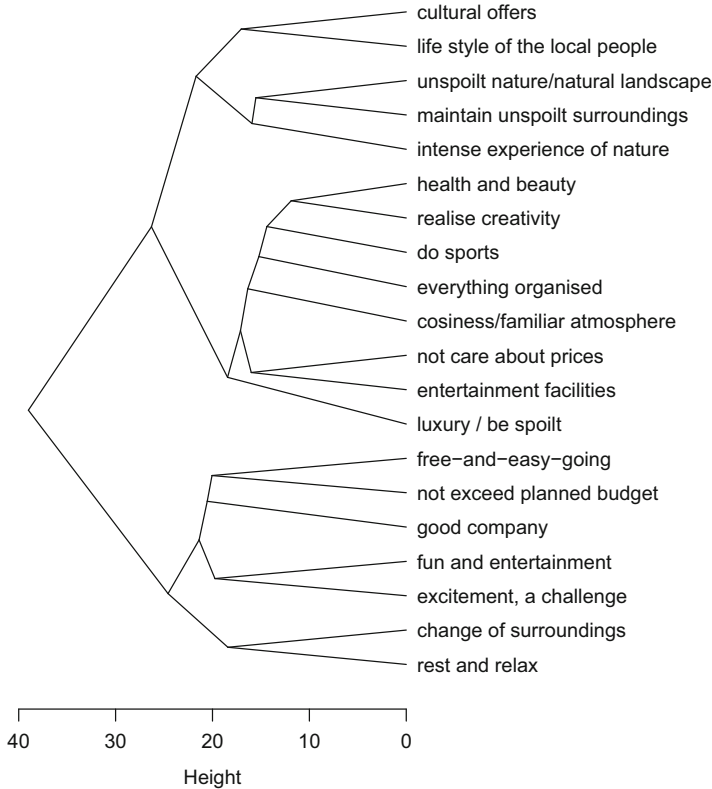 cultural offers
life style of the local people
unspoilt nature/natural landscape
maintain unspoilt surroundings
intense experience of nature
health and beauty
realise creativity
do sports
everything organised
cosiness/familiar atmosphere
not care about prices
entertainment facilities
luxury / be spoilt
free−and−easy−going
not exceed planned budget
good company
fun and entertainment
excitement, a challenge
change of surroundings
rest and relax
40 30 20 10 0
Height